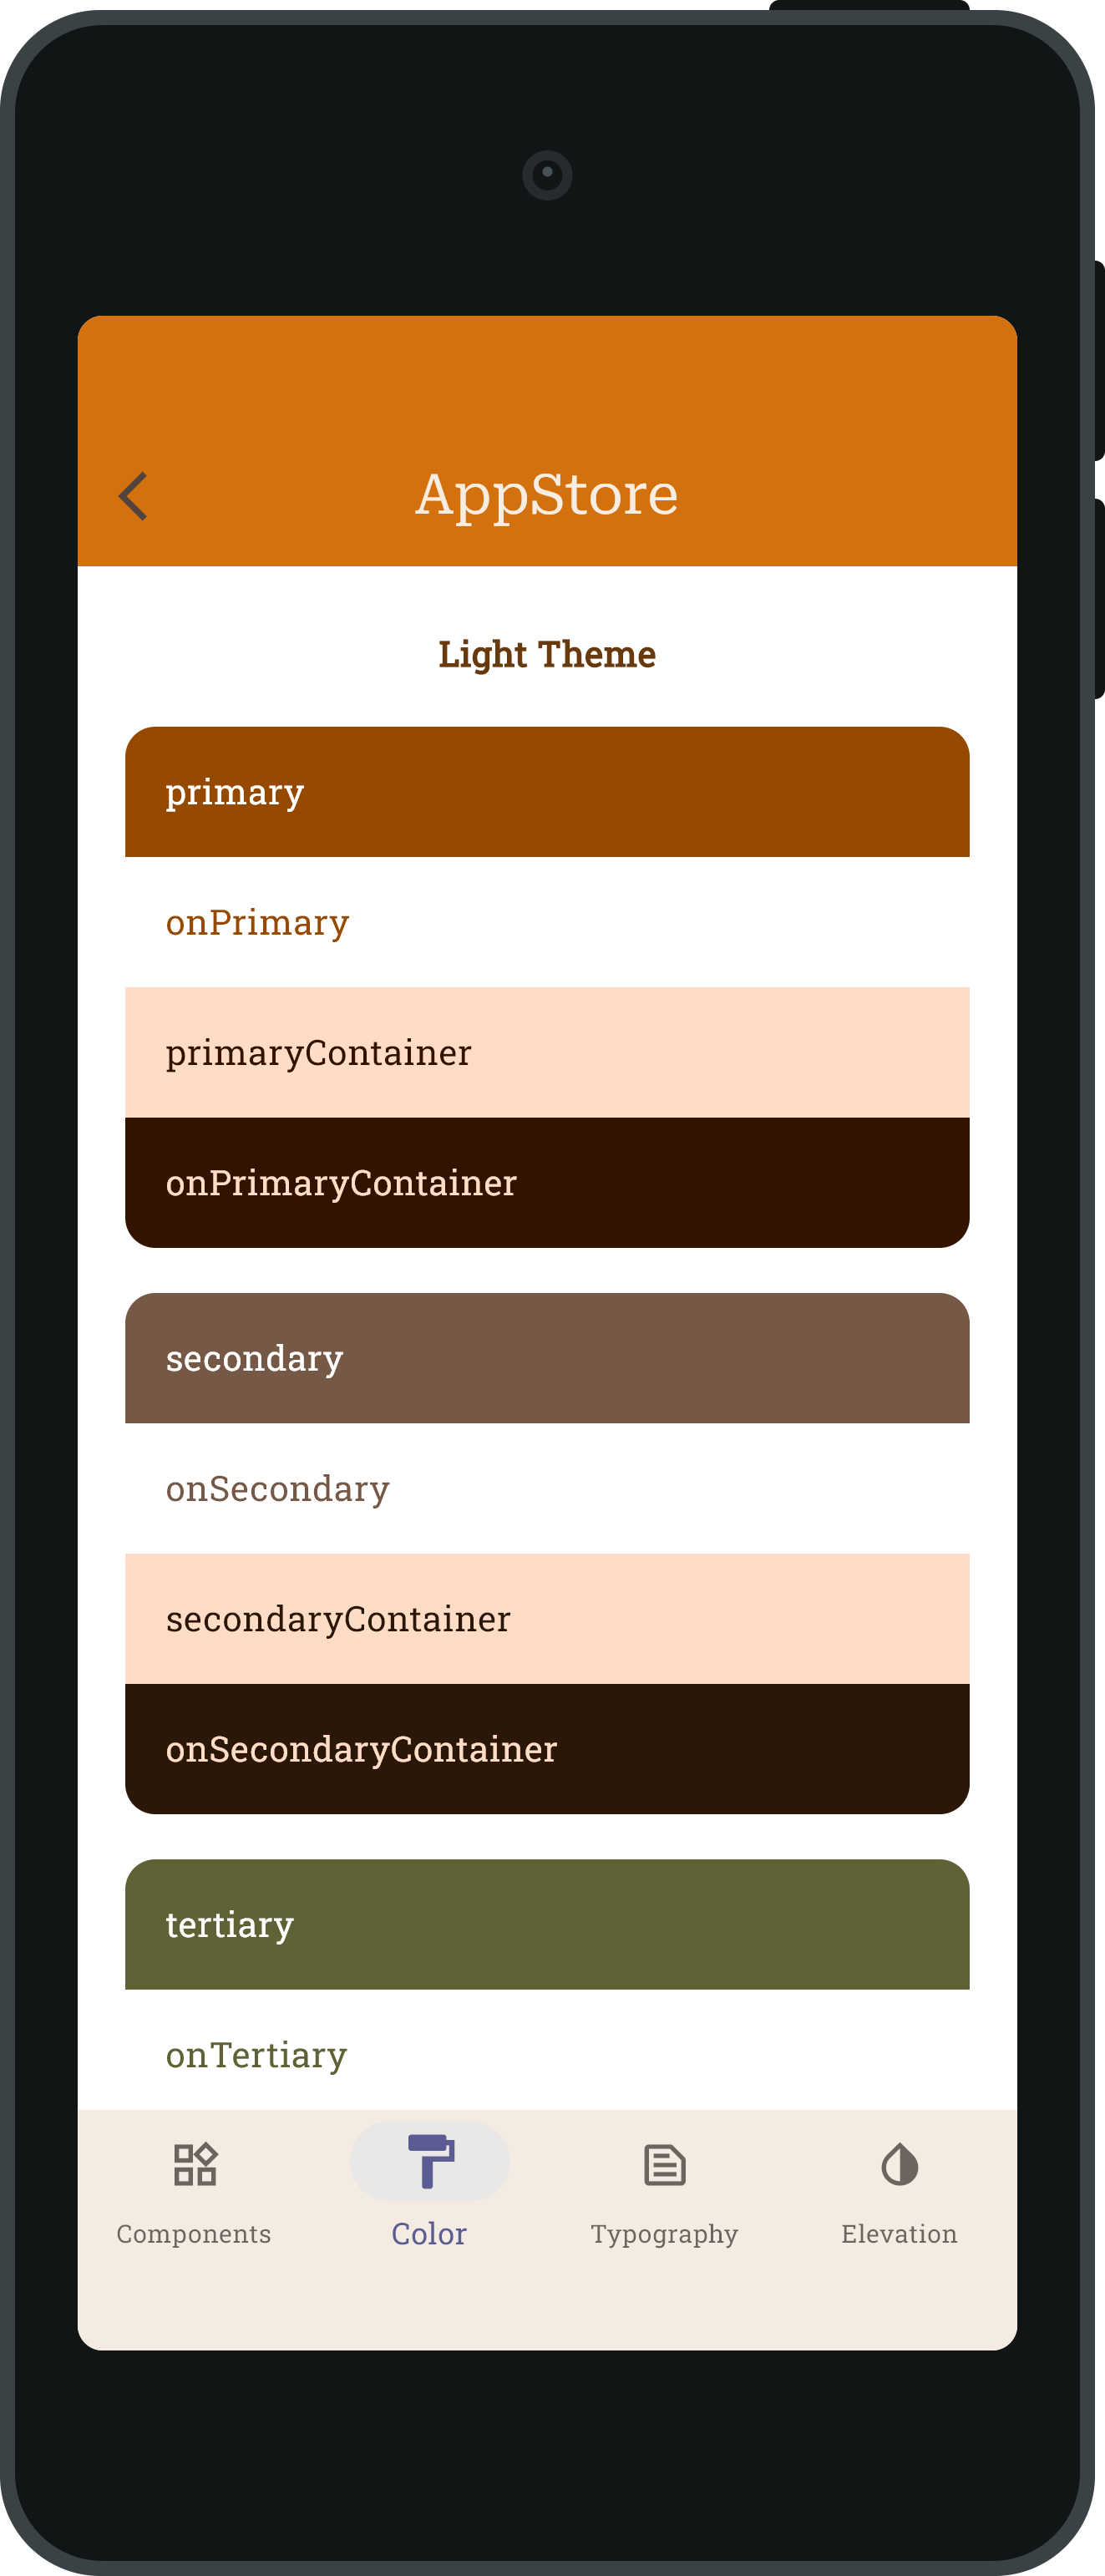 AppStore
Light Theme
primary
onPrimary
primaryContainer
onPrimaryContainer
secondary
onSecondary
secondaryContainer
onSecondaryContainer
tertiary
onTertiary
Components Color Typography Elevation